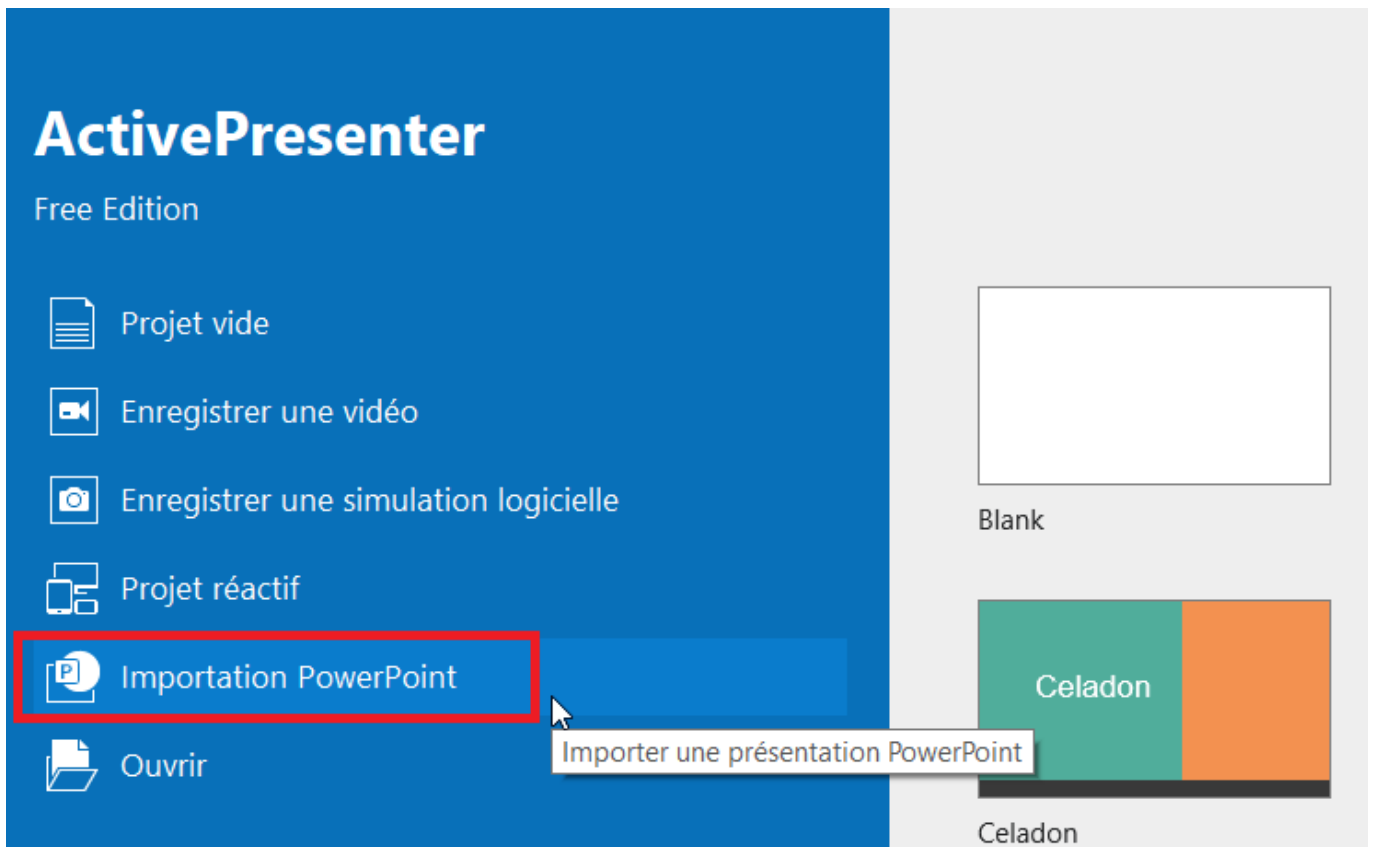 ActivePresenter
Free Edition
Projet vide
Enregistrer une vidéo
Enregistrer une simulation logicielle
Projet réactif
P
Importation PowerPoint
Importer une présentation PowerPoint
Ouvrir
Blank
Celadon
Celadon